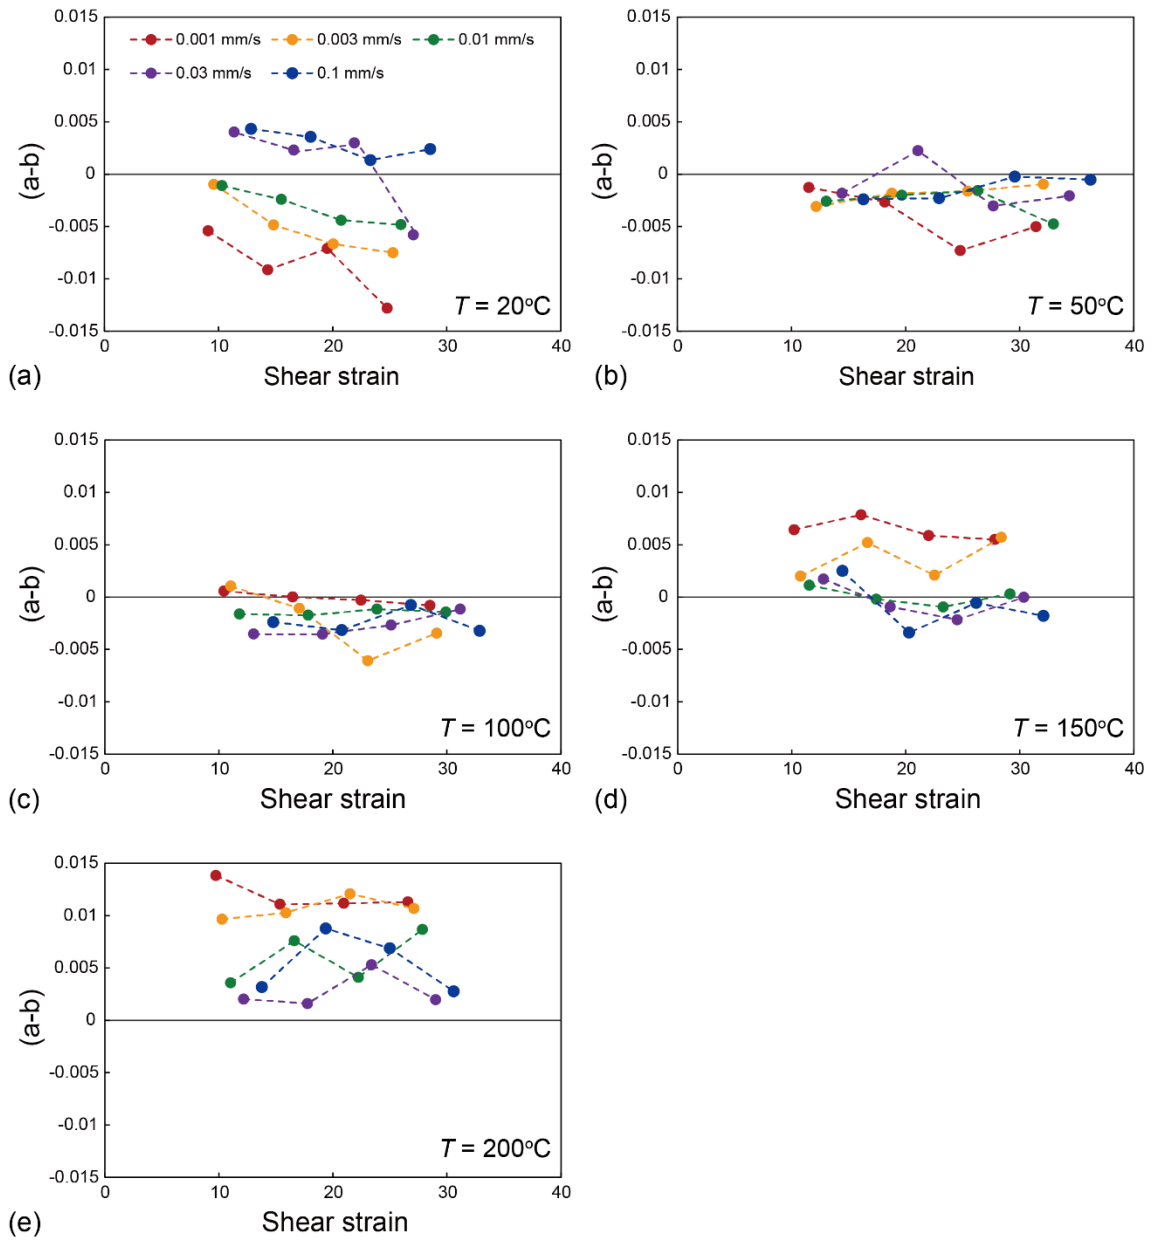 0.015
0.001 mm/s 0.003 mm/s 0.01 mm/s
0.03 mm/s 0.1 mm/s
0.01
0.005
0
-0.005
-0.01
-0.015
(a-b)
T = 20°C
0 10 20 30 40
(a) Shear strain
0.015
0.01
0.005
0
-0.005
-0.01
-0.015
(a-b)
T = 50°C
0 10 20 30 40
(b) Shear strain
0.015
0.01
0.005
0
-0.005
-0.01
-0.015
(a-b)
T = 100°C
0 10 20 30 40
(c) Shear strain
0.015
0.01
0.005
0
-0.005
-0.01
-0.015
(a-b)
T = 150°C
0 10 20 30 40
(d) Shear strain
0.015
0.01
0.005
0
-0.005
-0.01
-0.015
(a-b)
T = 200°C
0 10 20 30 40
(e) Shear strain